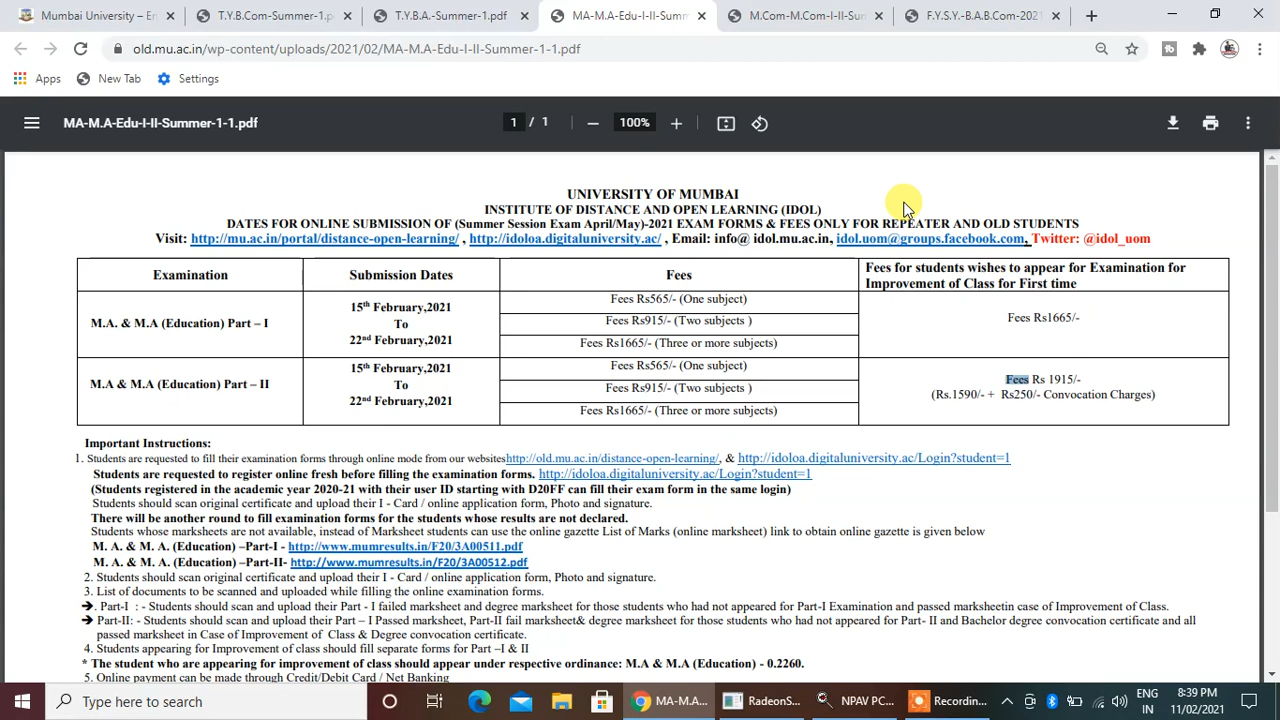 Mumbai University – En
T.Y.B.Com-Summer-1.p
T.Y.B.A.-Summer-1.pdf
MA-M.A-Edu-I-II-Summ
M.Com-M.Com-I-II-Sum
F.Y.S.Y.-B.A.B.Com-2021
old.mu.ac.in/wp-content/uploads/2021/02/MA-M.A-Edu-I-II-Summer-1-1.pdf
Apps New Tab Settings
MA-M.A-Edu-I-II-Summer-1-1.pdf 1 / 1 100%
UNIVERSITY OF MUMBAI
INSTITUTE OF DISTANCE AND OPEN LEARNING (IDOL)
DATES FOR ONLINE SUBMISSION OF (Summer Session Exam April/May)-2021 EXAM FORMS & FEES ONLY FOR REPEATER AND OLD STUDENTS
Visit: http://mu.ac.in/portal/distance-open-learning/ , http://idoloa.digitaluniversity.ac/ , Email: info@ idol.mu.ac.in, idol.uom@groups.facebook.com, Twitter: @idol_uom
Examination
Submission Dates
Fees
Fees for students wishes to appear for Examination for
Improvement of Class for First time
M.A. & M.A (Education) Part – I
15th February,2021
To
22nd February,2021
Fees Rs565/- (One subject)
Fees Rs915/- (Two subjects )
Fees Rs1665/- (Three or more subjects)
Fees Rs1665/-
M.A & M.A (Education) Part – II
15th February,2021
To
22nd February,2021
Fees Rs565/- (One subject)
Fees Rs915/- (Two subjects )
Fees Rs1665/- (Three or more subjects)
Fees Rs 1915/-
(Rs.1590/- + Rs250/- Convocation Charges)
Important Instructions:
1. Students are requested to fill their examination forms through online mode from our websiteshttp://old.mu.ac.in/distance-open-learning/, & http://idoloa.digitaluniversity.ac/Login?student=1
Students are requested to register online fresh before filling the examination forms. http://idoloa.digitaluniversity.ac/Login?student=1
(Students registered in the academic year 2020-21 with their user ID starting with D20FF can fill their exam form in the same login)
Students should scan original certificate and upload their I - Card / online application form, Photo and signature.
There will be another round to fill examination forms for the students whose results are not declared.
Students whose marksheets are not available, instead of Marksheet students can use the online gazette List of Marks (online marksheet) link to obtain online gazette is given below
M. A. & M. A. (Education) –Part-I - http://www.mumresults.in/F20/3A00511.pdf
M. A. & M. A. (Education) –Part-II- http://www.mumresults.in/F20/3A00512.pdf
2. Students should scan original certificate and upload their I - Card / online application form, Photo and signature.
3. List of documents to be scanned and uploaded while filling the online examination forms.
➔. Part-I : - Students should scan and upload their Part - I failed marksheet and degree marksheet for those students who had not appeared for Part-I Examination and passed marksheetin case of Improvement of Class.
➔ Part-II: - Students should scan and upload their Part – I Passed marksheet, Part-II fail marksheet& degree marksheet for those students who had not appeared for Part- II and Bachelor degree convocation certificate and all
passed marksheet in Case of Improvement of Class & Degree convocation certificate.
4. Students appearing for Improvement of class should fill separate forms for Part –I & II
* The student who are appearing for improvement of class should appear under respective ordinance: M.A & M.A (Education) - 0.2260.
5. Online payment can be made through Credit/Debit Card / Net Banking
Type here to search
MA-M.A...
RadeonS...
NPAV PC...
Recordin...
ENG
IN
8:39 PM
11/02/2021